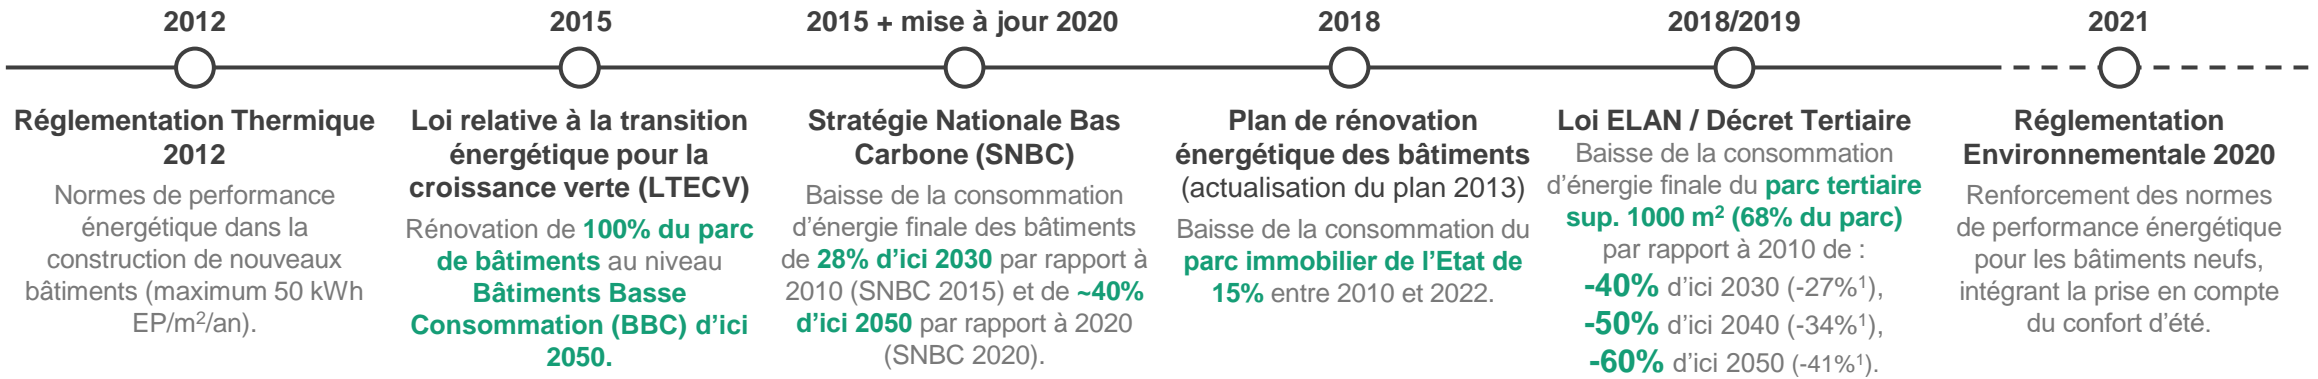 2012
Réglementation Thermique
2012
Normes de performance
énergétique dans la
construction de nouveaux
bâtiments (maximum 50 kWh
EP/m²/an).
2015
Loi relative à la transition
énergétique pour la
croissance verte (LTECV)
Rénovation de 100% du parc
de bâtiments au niveau
Bâtiments Basse
Consommation (BBC) d’ici
2050.
2015 + mise à jour 2020
Stratégie Nationale Bas
Carbone (SNBC)
Baisse de la consommation
d’énergie finale des bâtiments
de 28% d’ici 2030 par rapport à
2010 (SNBC 2015) et de ~40%
d’ici 2050 par rapport à 2020
(SNBC 2020).
2018
Plan de rénovation
énergétique des bâtiments
(actualisation du plan 2013)
Baisse de la consommation du
parc immobilier de l’Etat de
15% entre 2010 et 2022.
2018/2019
Loi ELAN / Décret Tertiaire
Baisse de la consommation
d’énergie finale du parc tertiaire
sup. 1000 m² (68% du parc)
par rapport à 2010 de :
-40% d’ici 2030 (-27%¹),
-50% d’ici 2040 (-34%¹),
-60% d’ici 2050 (-41%¹).
2021
Réglementation
Environnementale 2020
Renforcement des normes
de performance énergétique
pour les bâtiments neufs,
intégrant la prise en compte
du confort d’été.